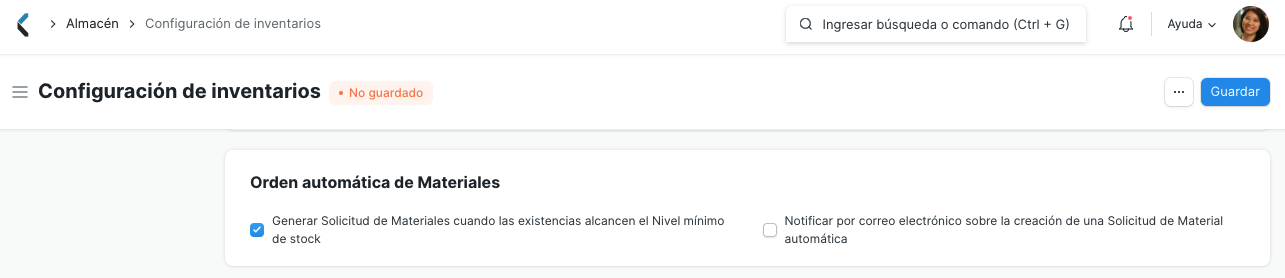 Almacén
Configuración de inventarios
Ingresar búsqueda o comando (Ctrl + G)
Ayuda
Configuración de inventarios
No guardado
Guardar
Orden automática de Materiales
Generar Solicitud de Materiales cuando las existencias alcancen el Nivel mínimo
de stock
Notificar por correo electrónico sobre la creación de una Solicitud de Material
automática